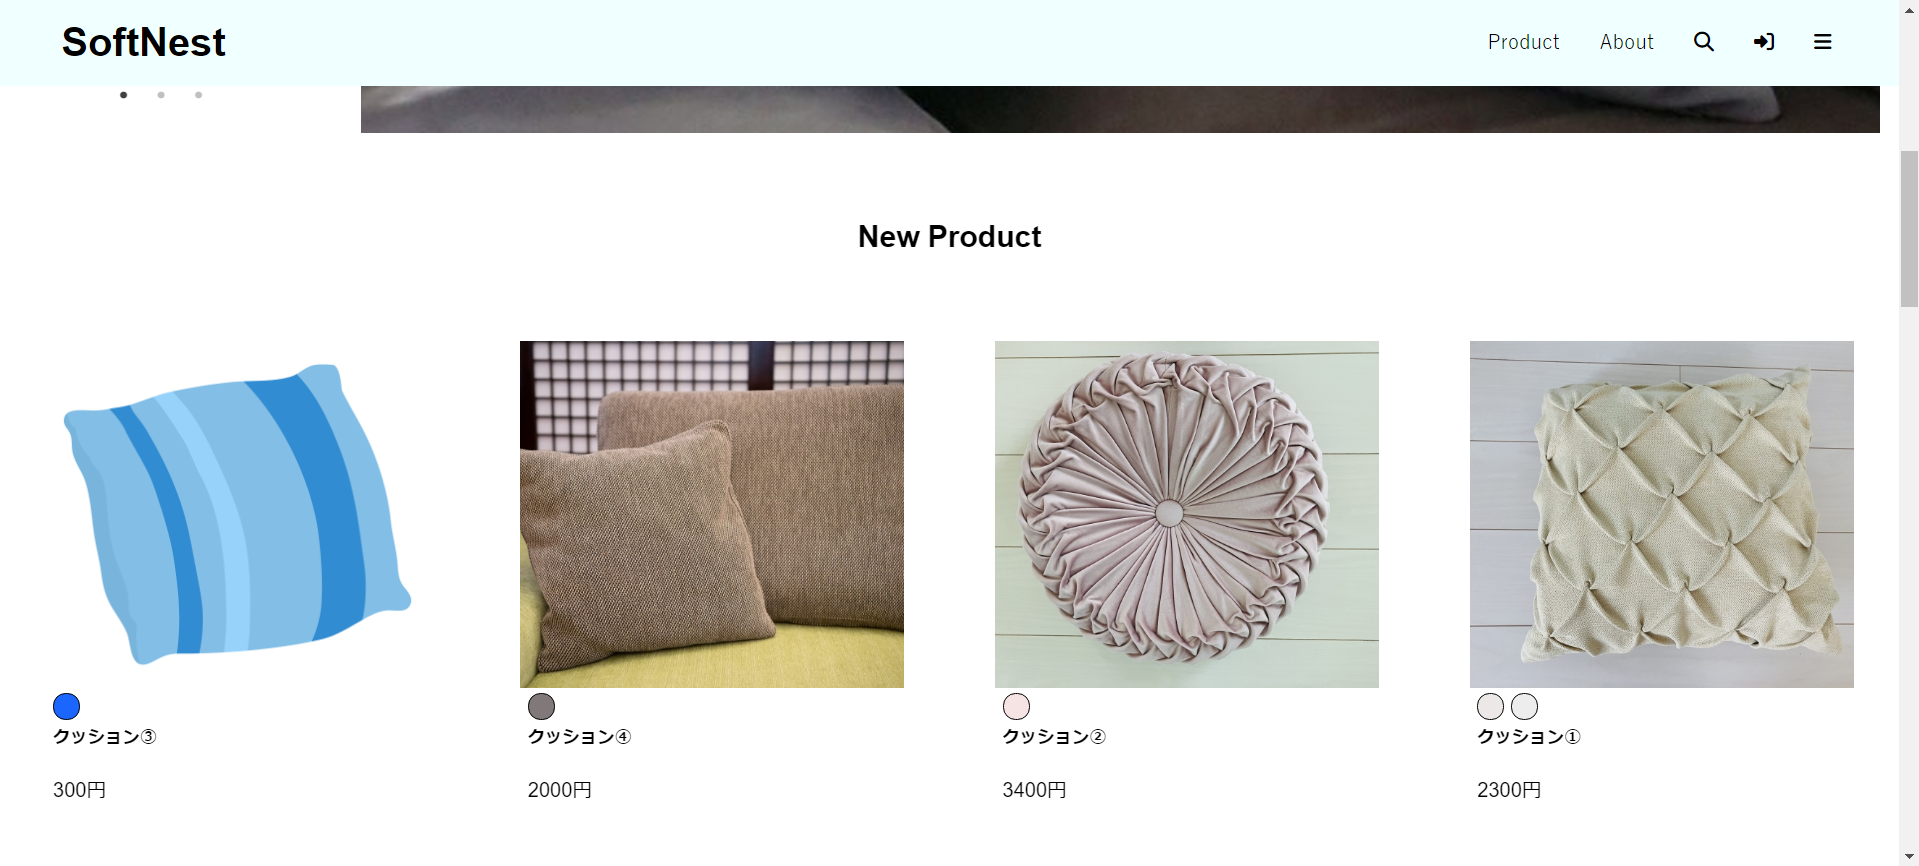 SoftNest
Product
About
New Product
クッション③
300円
クッション④
2000円
クッション②
3400円
クッション①
2300円